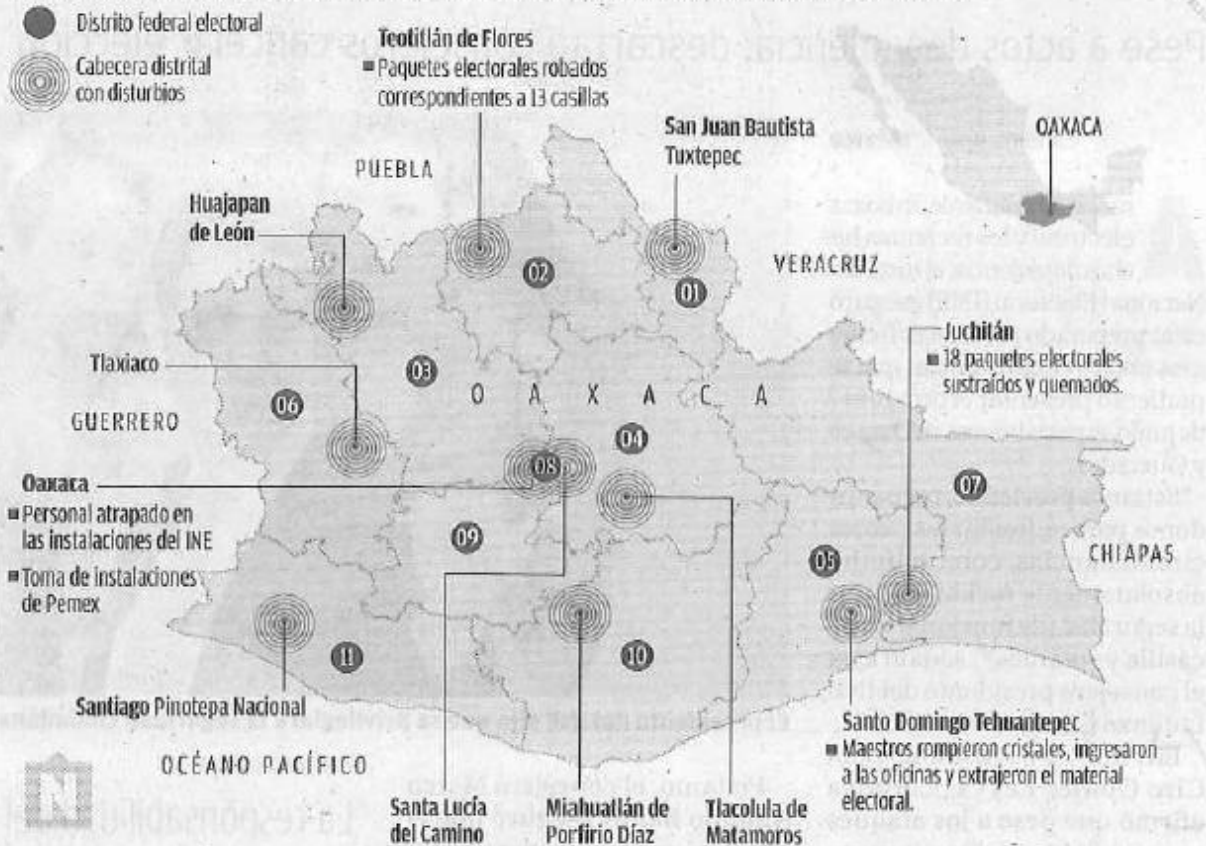 Distrito federal electoral
Cabecera distrital
con disturbios
Teotitlán de Flores
Paquetes electorales robados
correspondientes a 13 casillas
San Juan Bautista
Tuxtepec
OAXACA
PUEBLA
Huajapan
de León
VERACRUZ
02
01
Juchitán
18 paquetes electorales
sustraídos y quemados.
Tlaxiaco
03
OAXACA
06
GUERRERO
04
08
07
Oaxaca
Personal atrapado en
las instalaciones del INE
Toma de instalaciones
de Pemex
09
05
CHIAPAS
11
10
Santiago Pinotepa Nacional
OCÉANO PACÍFICO
Santa Lucía
del Camino
Miahuatlán de
Porfirio Díaz
Tlacolula de
Matamoros
Santo Domingo Tehuántepec
Maestros rompieron cristales, ingresaron
a las oficinas y extrajeron el material
electoral.